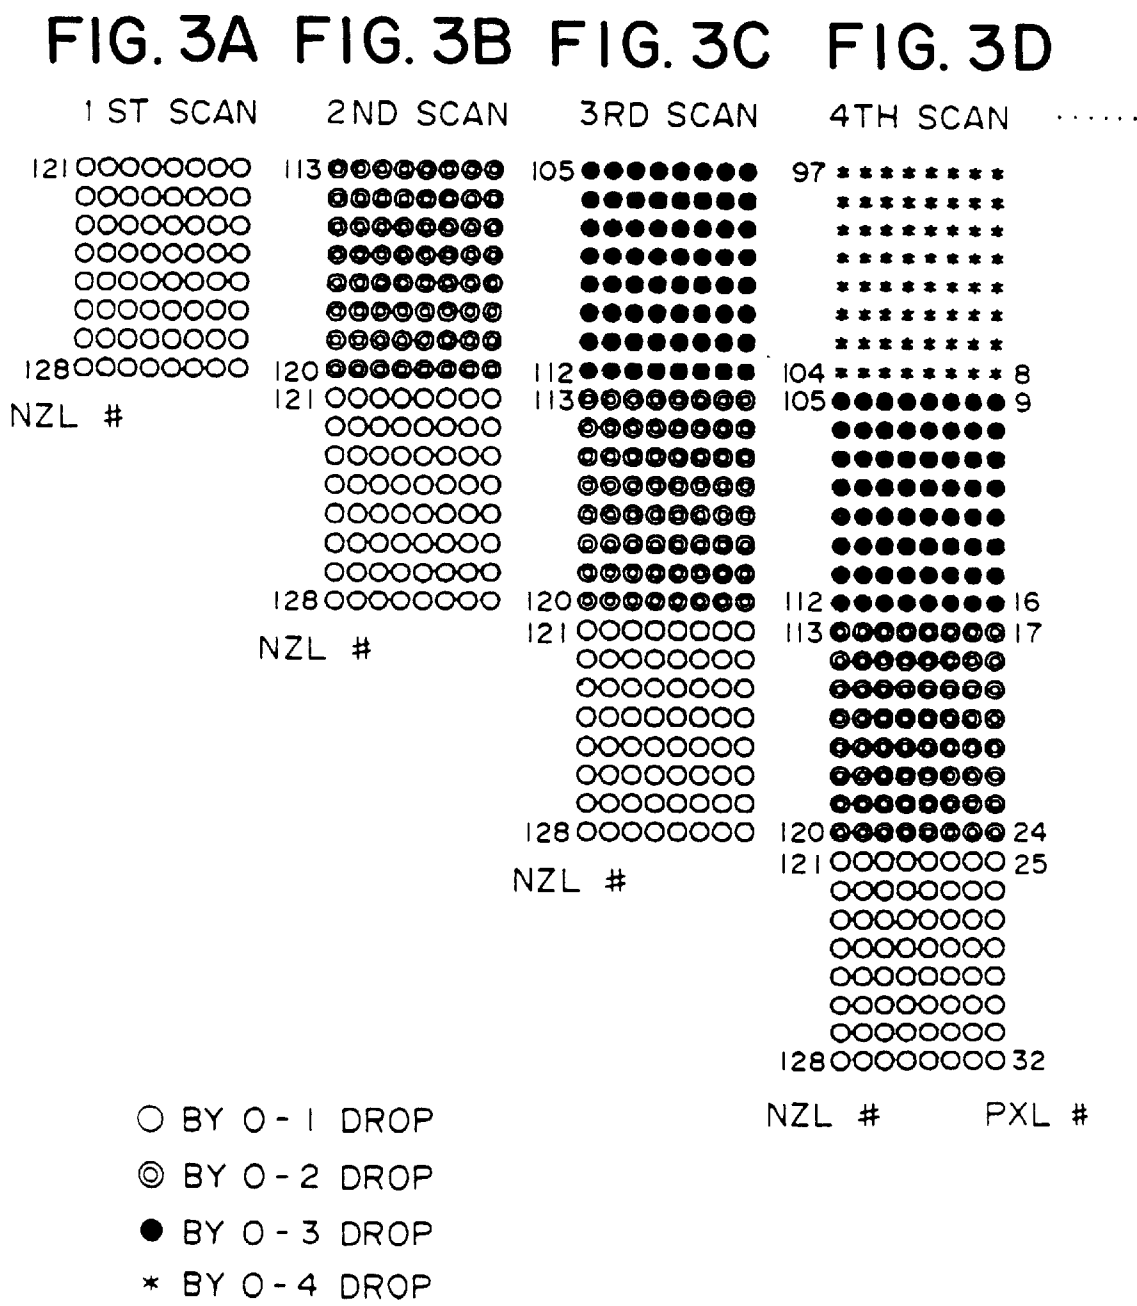 FIG. 3A FIG. 3B FIG. 3C FIG. 3D
1ST SCAN 2ND SCAN 3RD SCAN 4TH SCAN ......
121 113 105 97
128 120 112 104 8
121 113 105 9
NZL #
128 120 112 16
121 113 17
NZL #
128 120 24
121 25
NZL #
128 32
NZL # PXL #
BY 0-1 DROP
BY 0-2 DROP
BY 0-3 DROP
BY 0-4 DROP